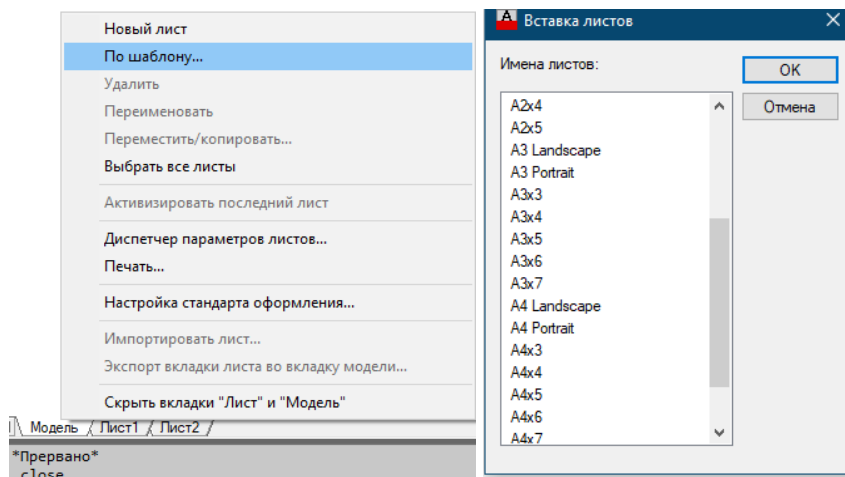 Новый лист
По шаблону...
Удалить
Переименовать
Переместить/копировать...
Выбрать все листы
Активизировать последний лист
Диспетчер параметров листов...
Печать...
Настройка стандарта оформления...
Импортировать лист...
Экспорт вкладки листа во вкладку модели...
Скрыть вкладки "Лист" и "Модель"
Модель / Лист1 / Лист2 /
*Прервано*
close
A Вставка листов
Имена листов:
OK
Отмена
A2x4
A2x5
A3 Landscape
A3 Portrait
A3x3
A3x4
A3x5
A3x6
A3x7
A4 Landscape
A4 Portrait
A4x3
A4x4
A4x5
A4x6
A4x7